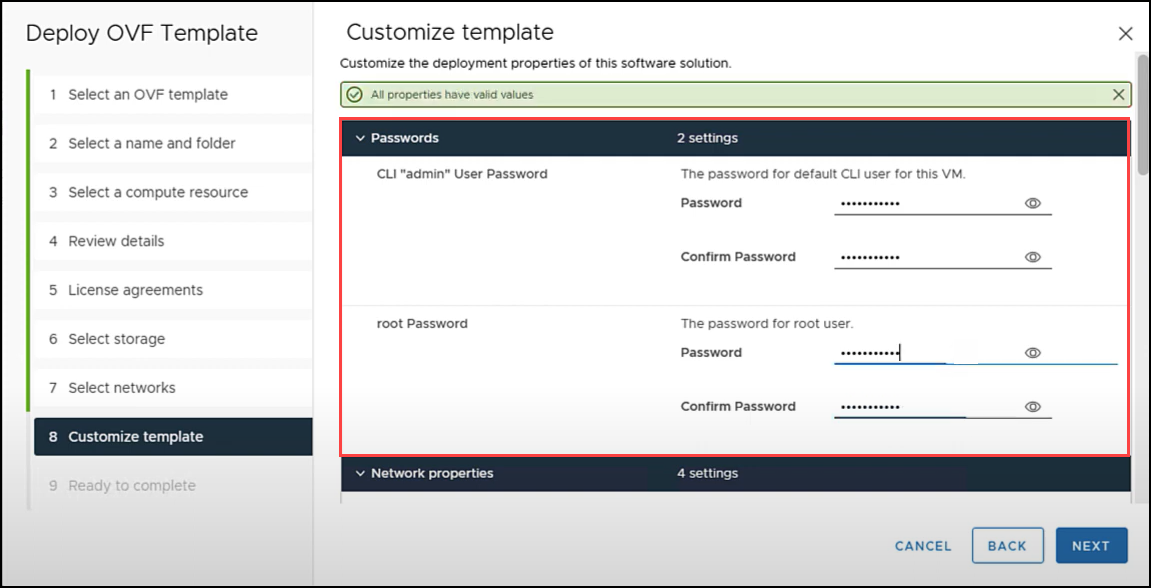 Deploy OVF Template
1 Select an OVF template
2 Select a name and folder
3 Select a compute resource
4 Review details
5 License agreements
6 Select storage
7 Select networks
8 Customize template
9 Ready to complete
Customize template
Customize the deployment properties of this software solution.
All properties have valid values
Passwords 2 settings
CLI "admin" User Password The password for default CLI user for this VM.
Password •••••••••••
Confirm Password •••••••••••
root Password The password for root user.
Password •••••••••••
Confirm Password •••••••••••
Network properties 4 settings
CANCEL BACK NEXT